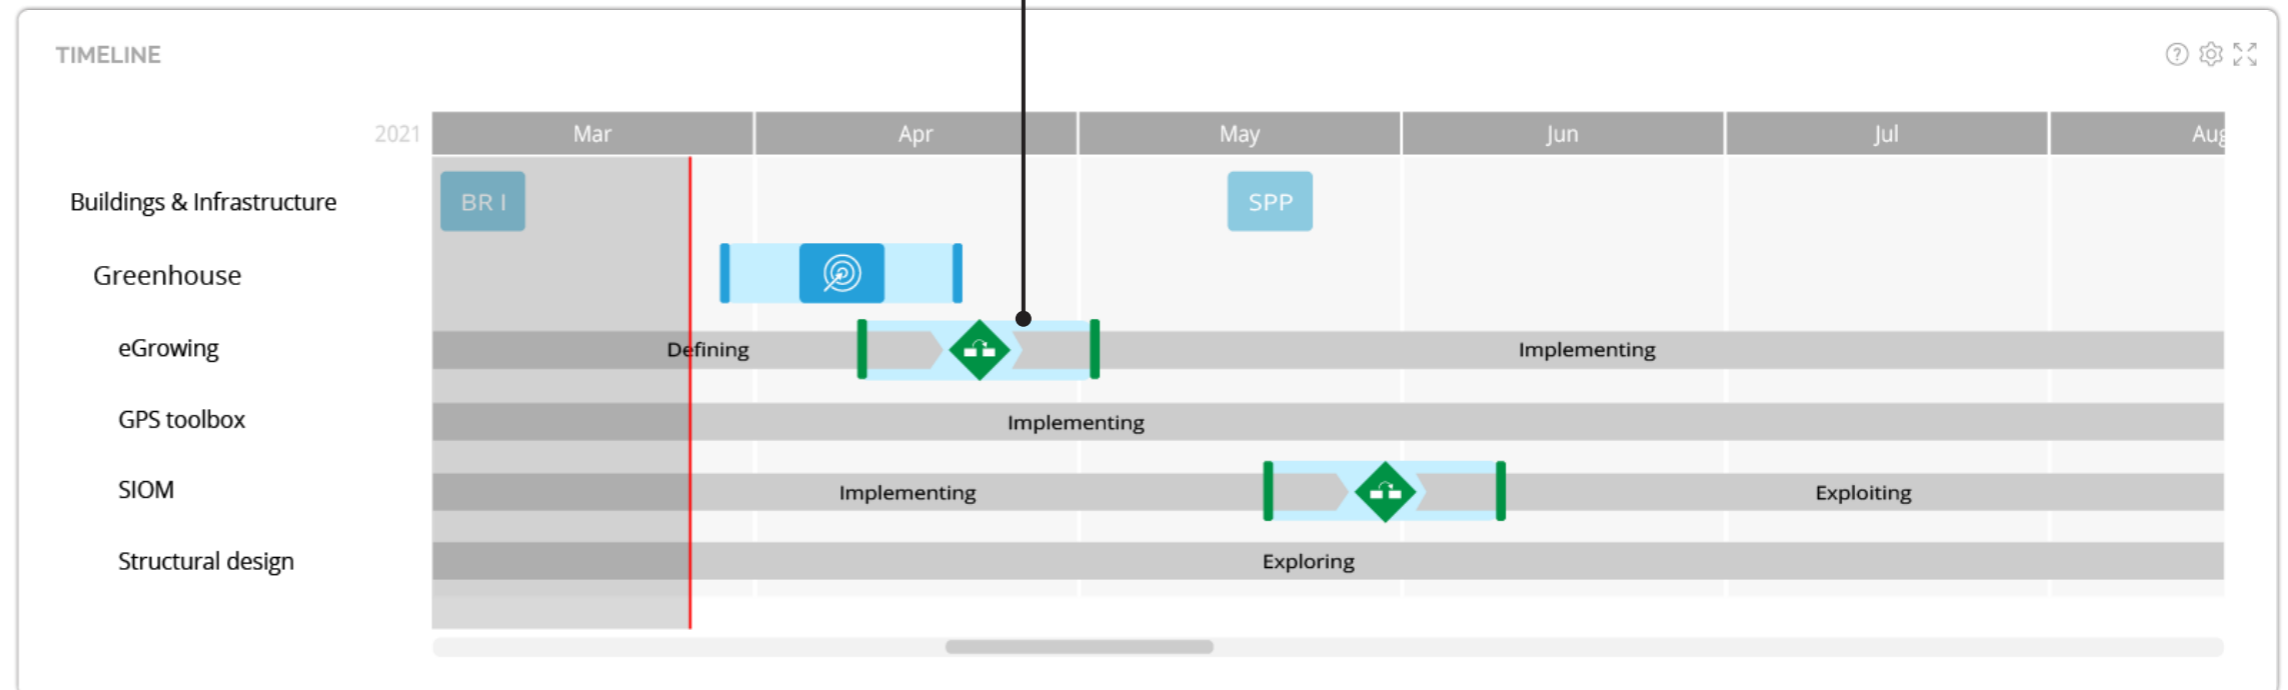 TIMELINE
2021 Mar Apr May Jun Jul Aug
Buildings & Infrastructure BR I SPP
Greenhouse
eGrowing Defining Implementing
GPS toolbox Implementing
SIOM Implementing Exploiting
Structural design Exploring